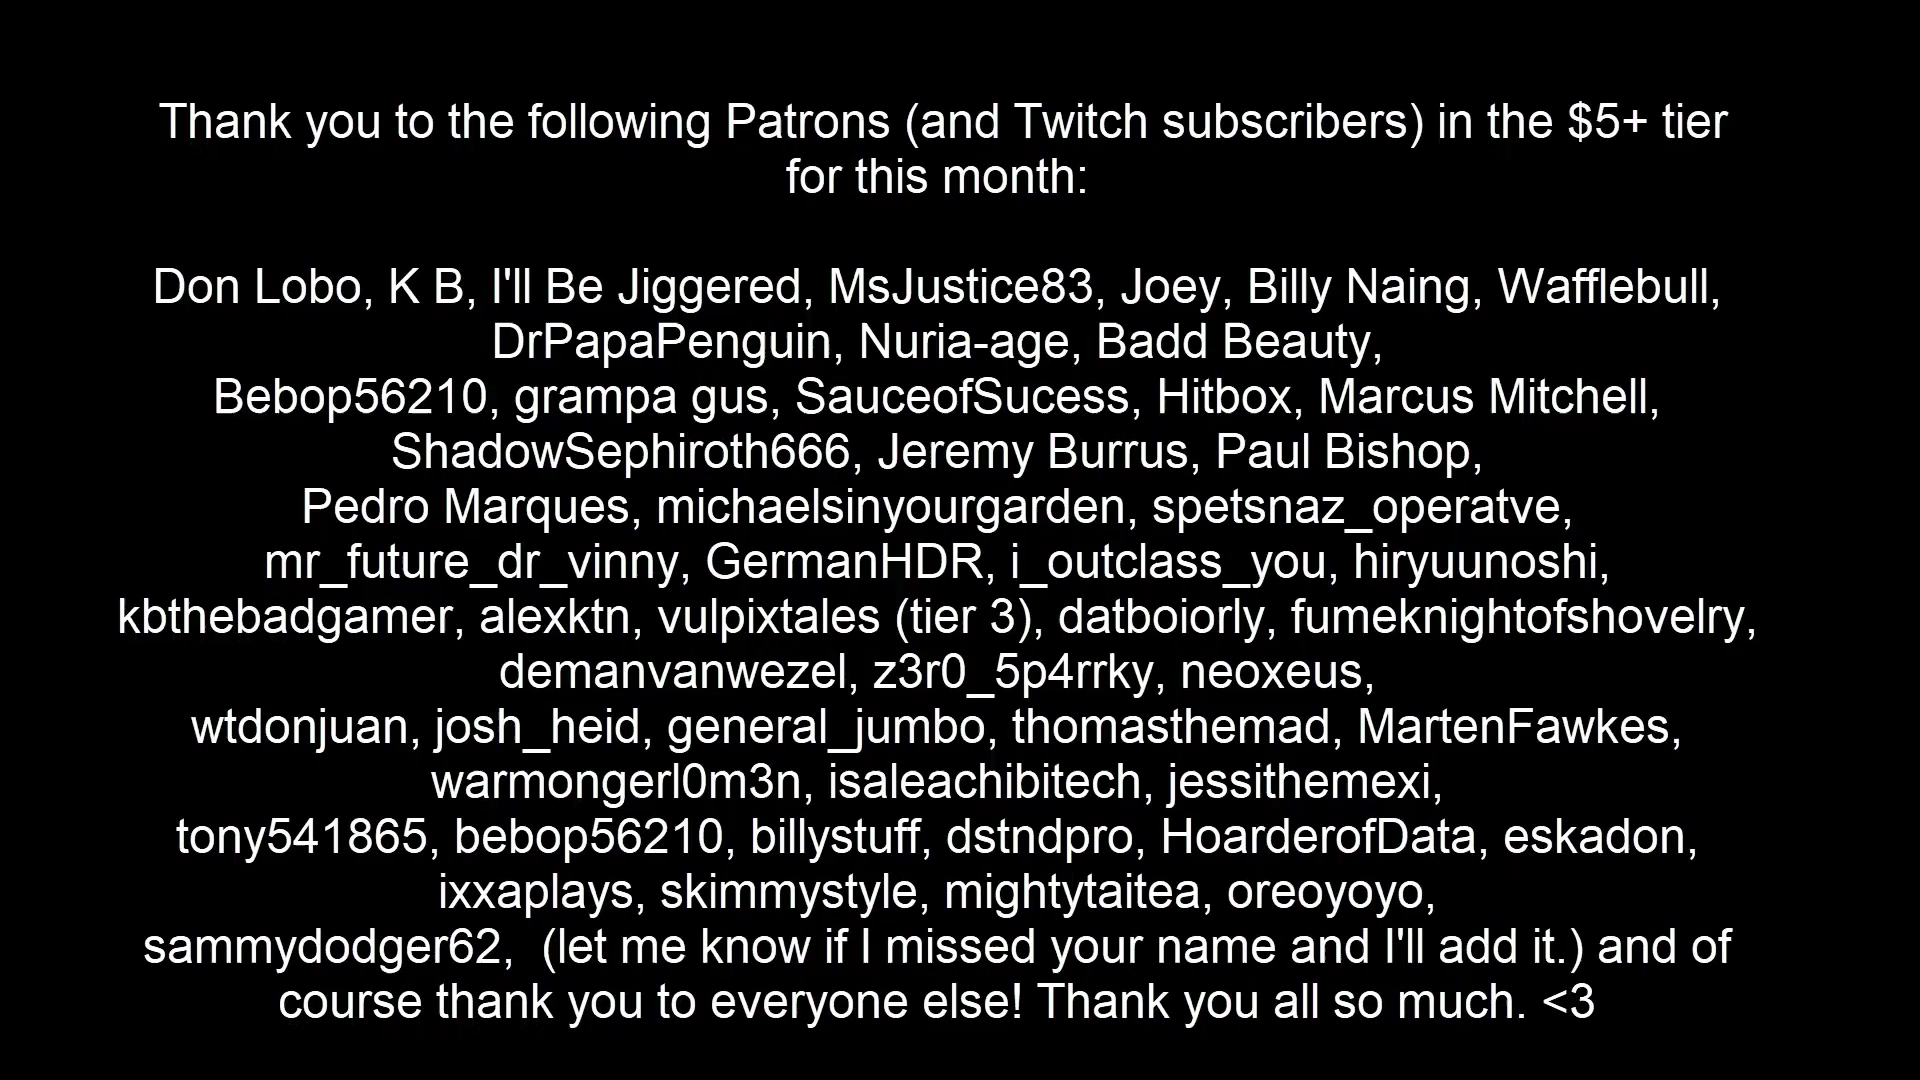 Thank you to the following Patrons (and Twitch subscribers) in the $5+ tier
for this month:
Don Lobo, K B, I'll Be Jiggered, MsJustice83, Joey, Billy Naing, Wafflebull,
DrPapaPenguin, Nuria-age, Badd Beauty,
Bebop56210, grampa gus, SauceofSucess, Hitbox, Marcus Mitchell,
ShadowSephiroth666, Jeremy Burrus, Paul Bishop,
Pedro Marques, michaelsinyourgarden, spetsnaz_operatve,
mr_future_dr_vinny, GermanHDR, i_outclass_you, hiryuunoshi,
kbthebadgamer, alexktn, vulpixtales (tier 3), datboiorly, fumeknightofshovelry,
demanvanwezel, z3r0_5p4rrky, neoxeus,
wtdonjuan, josh_heid, general_jumbo, thomasthemad, MartenFawkes,
warmongerl0m3n, isaleachibitech, jessithemexi,
tony541865, bebop56210, billystuff, dstndpro, HoarderofData, eskadon,
ixxaplays, skimmystyle, mightytaitea, oreoyoyo,
sammydodger62,  (let me know if I missed your name and I'll add it.) and of
course thank you to everyone else! Thank you all so much. <3